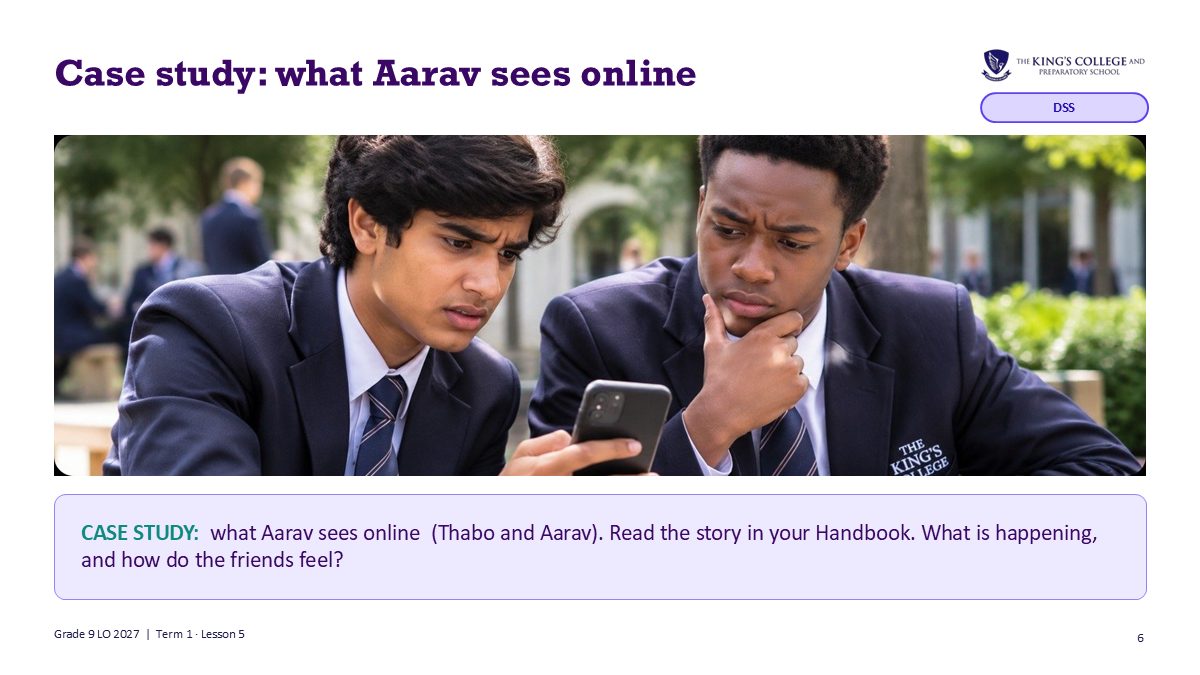 Case study: what Aarav sees online
THE KING'S COLLEGE AND
PREPARATORY SCHOOL
DSS
THE
KING'S
COLLEGE
CASE STUDY:  what Aarav sees online  (Thabo and Aarav). Read the story in your Handbook. What is happening,
and how do the friends feel?
Grade 9 LO 2027  |  Term 1 · Lesson 5
6